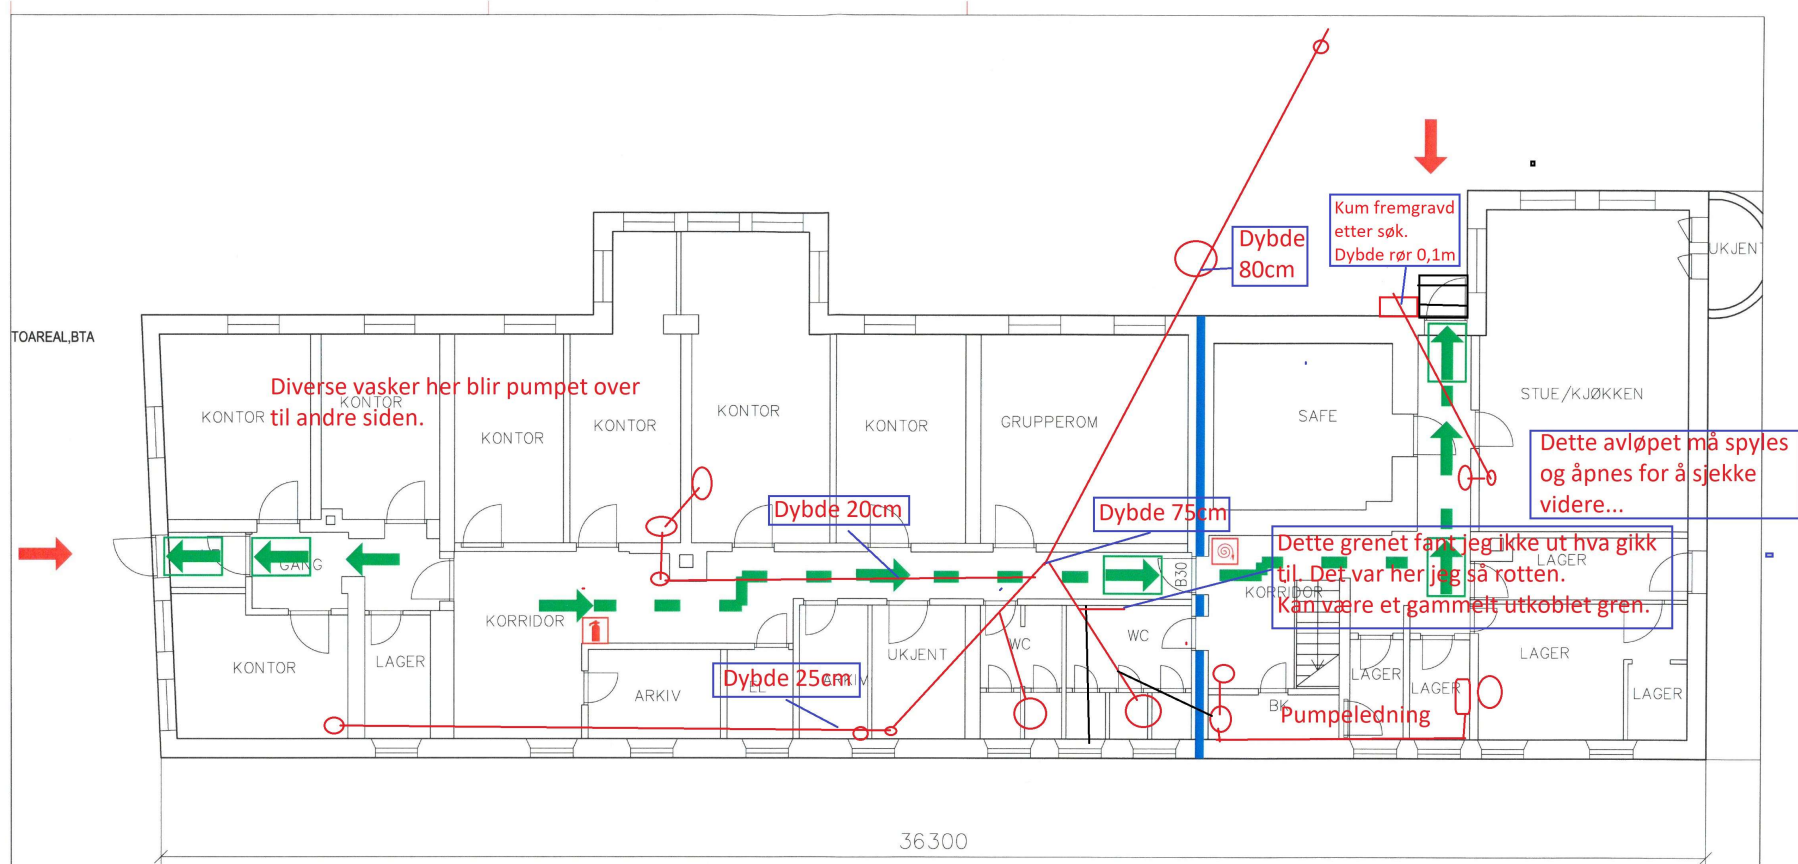 Kum fremgravd
etter søk.
Dybde rør 0,1m
Dybde
80cm
UKJENT
TOAREAL,BTA
Diverse vasker her blir pumpet over
til andre siden.
KONTOR
KONTOR
KONTOR
KONTOR
KONTOR
KONTOR
GRUPPEROM
SAFE
STUE/KJØKKEN
Dette avløpet må spyles
og åpnes for å sjekke
videre...
Dybde 20cm
Dybde 75cm
Dette grenet fant jeg ikke ut hva gikk
til. Det var her jeg så rotten.
Kan være et gammelt utkoblet gren.
GANG
B30
LAGER
KORRIDOR
KORRIDOR
WC
WC
KONTOR
LAGER
ARKIV
Dybde 25cm
EL
ARKIV
UKJENT
LAGER
LAGER
LAGER
LAGER
BK
Pumpeledning
36300